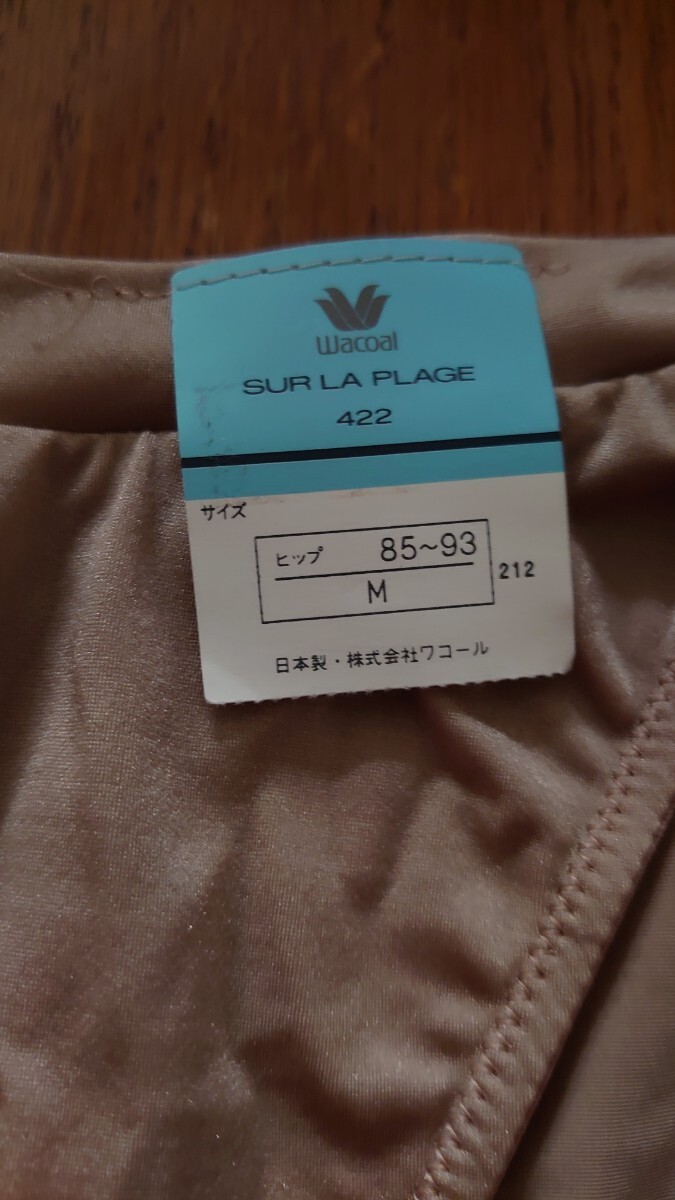 Wacoal
SUR LA PLAGE
422
サイズ
ヒップ 85~93
M
212
日本製・株式会社ワコール